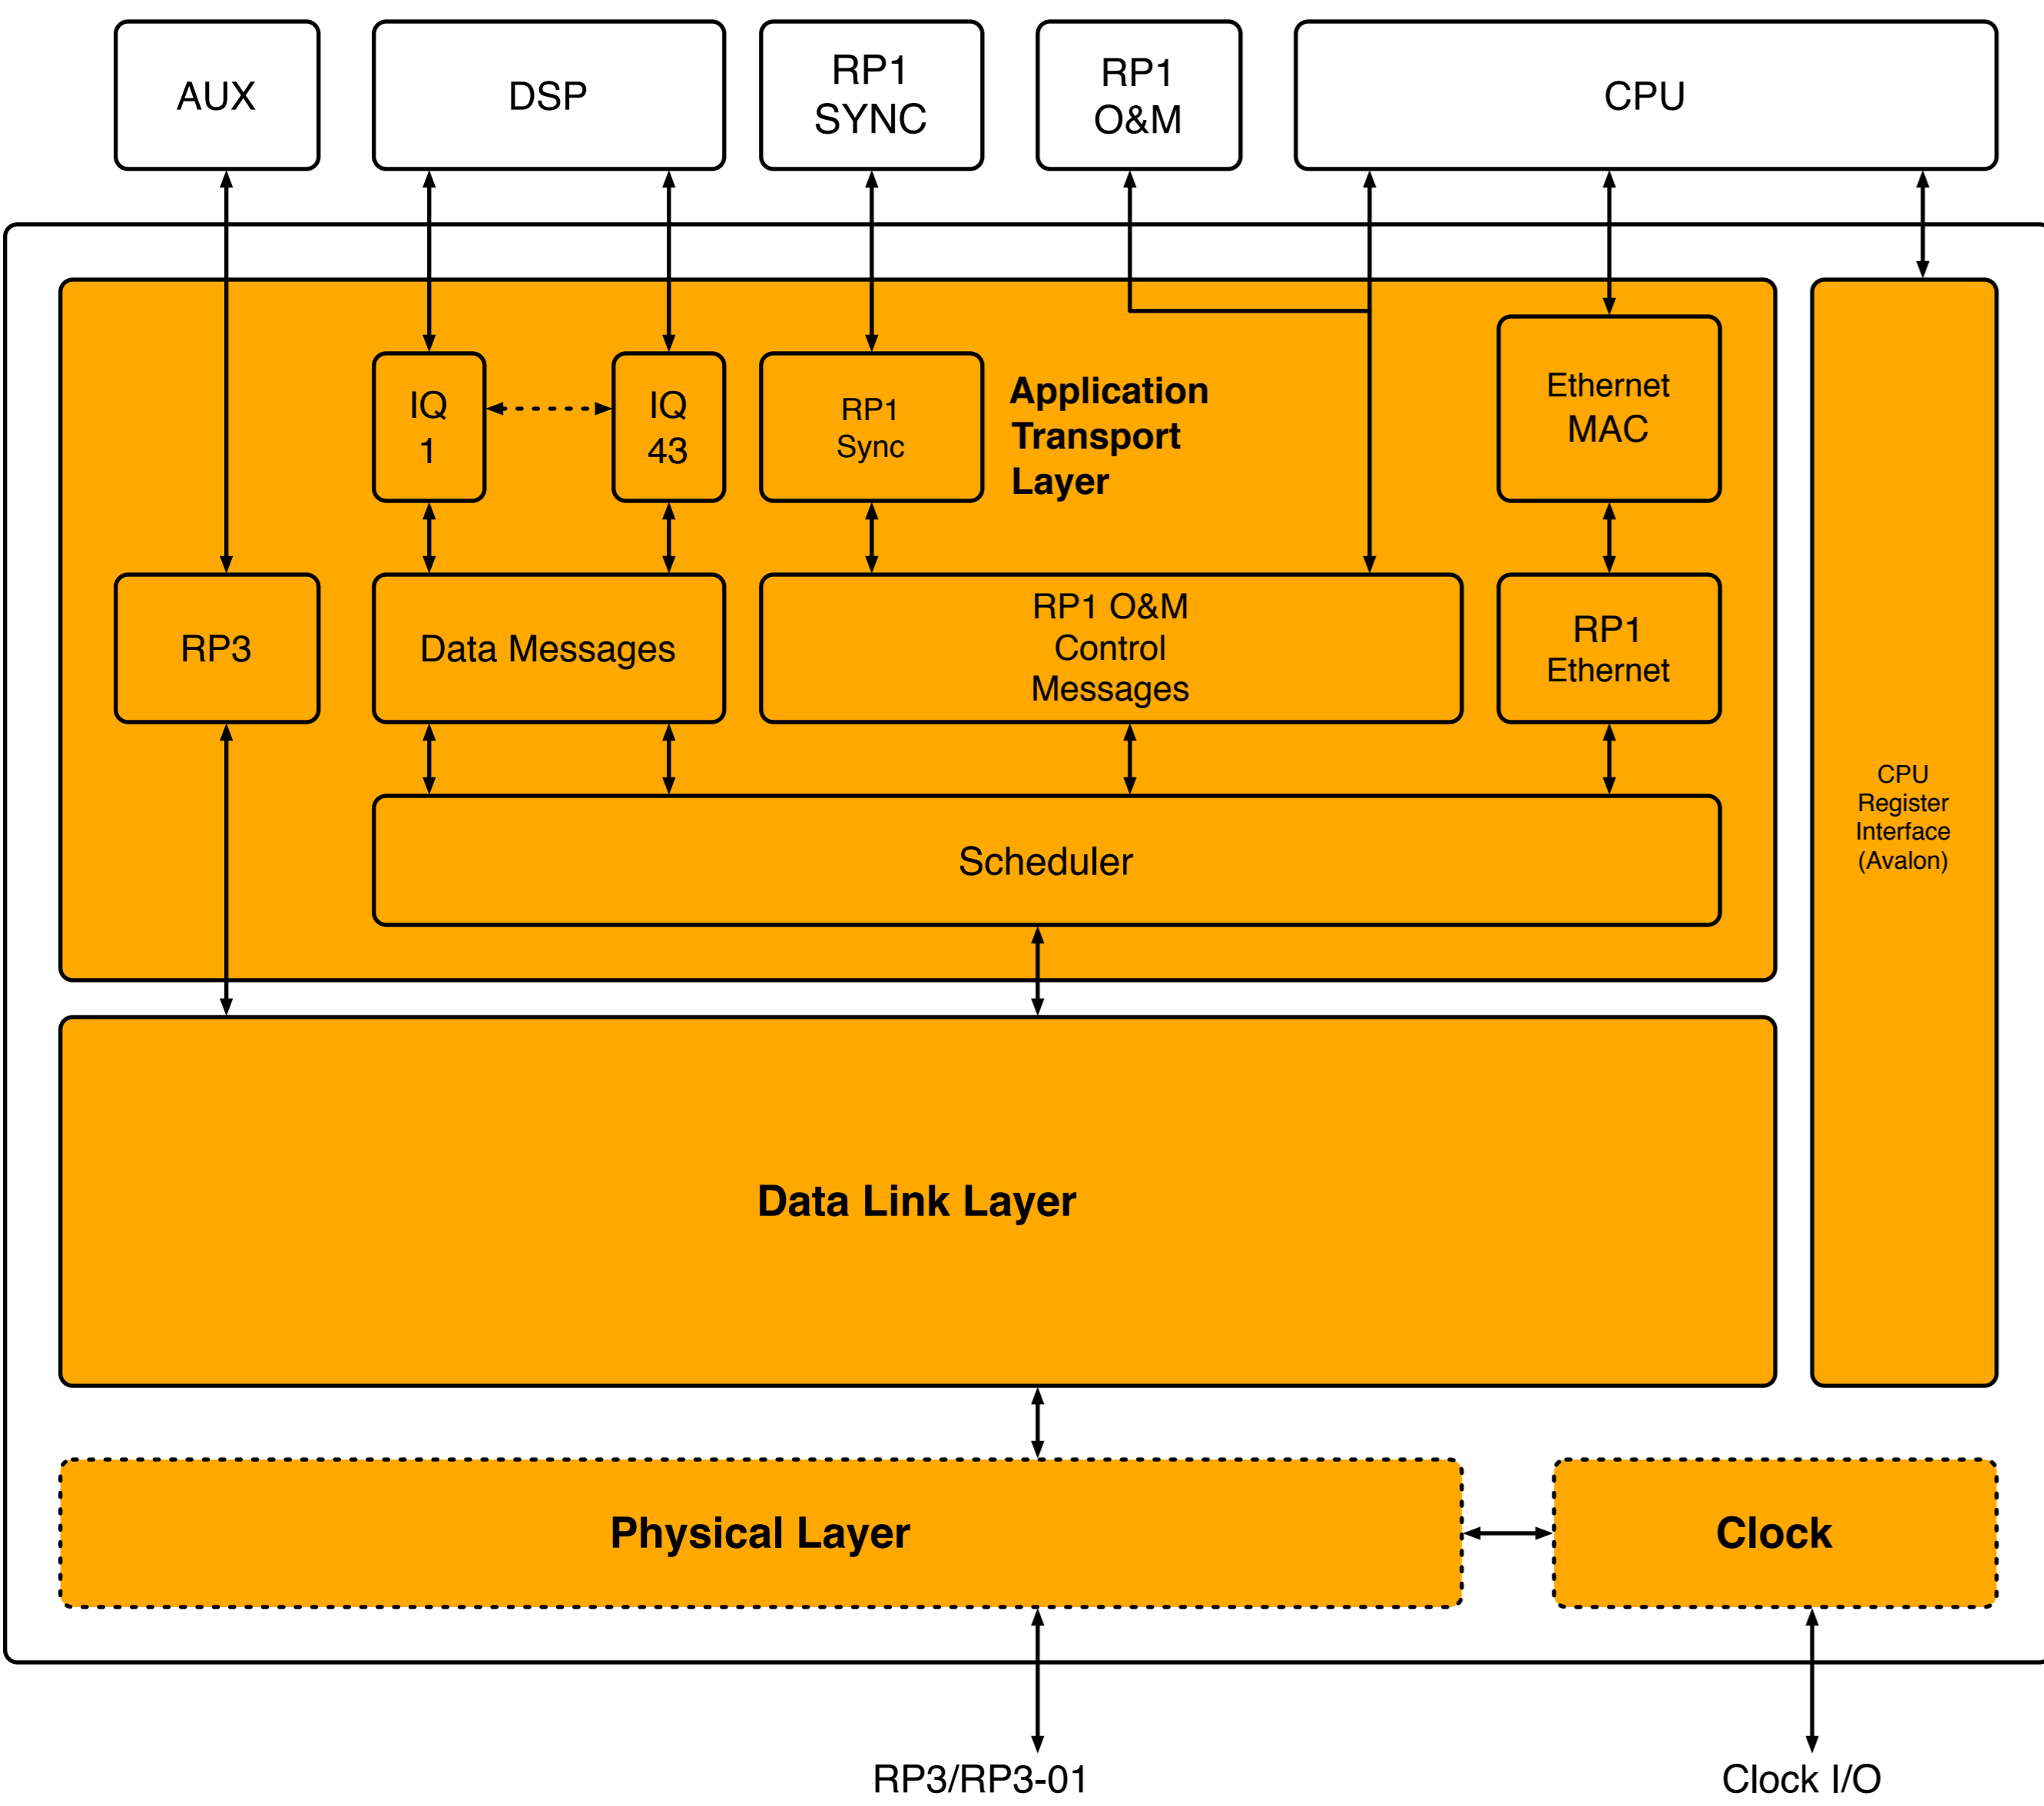 AUX
DSP
RP1
SYNC
RP1
O&M
CPU
IQ
1
IQ
43
RP1
Sync
Application
Transport
Layer
Ethernet
MAC
RP3
Data Messages
RP1 O&M
Control
Messages
RP1
Ethernet
CPU
Register
Interface
(Avalon)
Scheduler
Data Link Layer
Physical Layer
Clock
RP3/RP3-01
Clock I/O